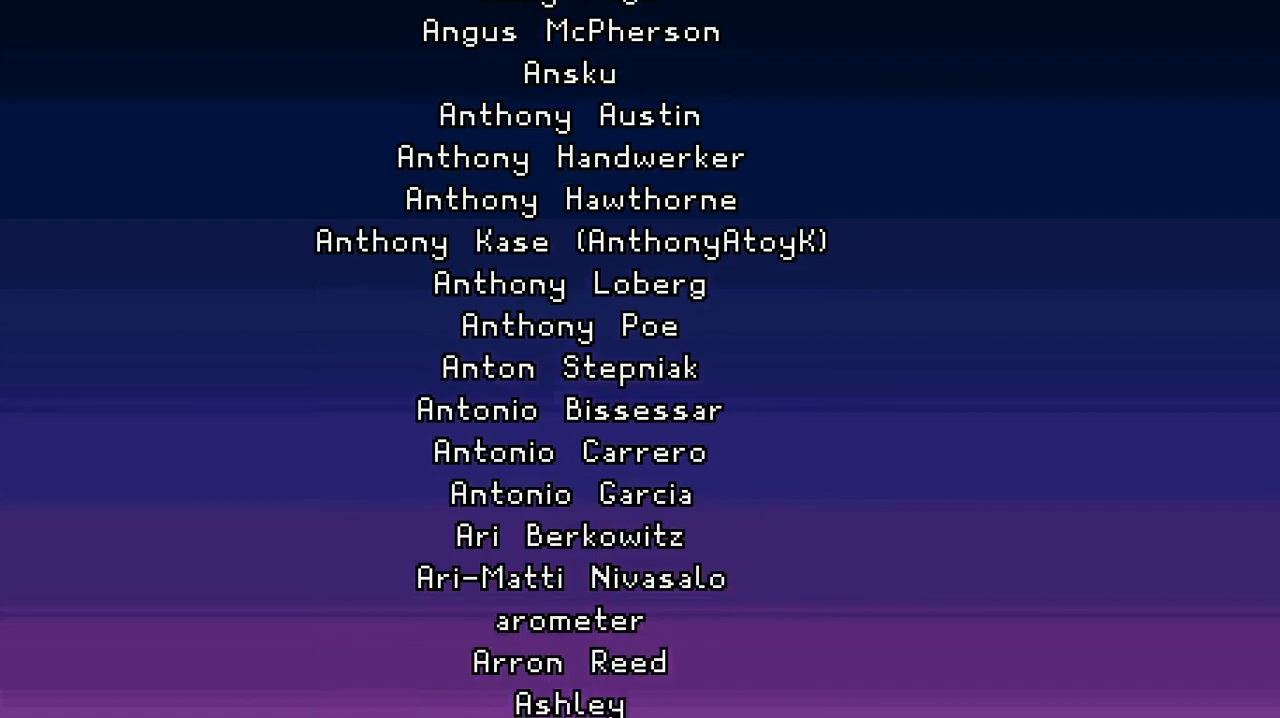 Angus McPherson
Ansku
Anthony Austin
Anthony Handwerker
Anthony Hawthorne
Anthony Kase (AnthonyAtoyK)
Anthony Loberg
Anthony Poe
Anton Stepniak
Antonio Bissessar
Antonio Carrero
Antonio Garcia
Ari Berkowitz
Ari-Matti Nivasalo
arometer
Arron Reed
Ashley